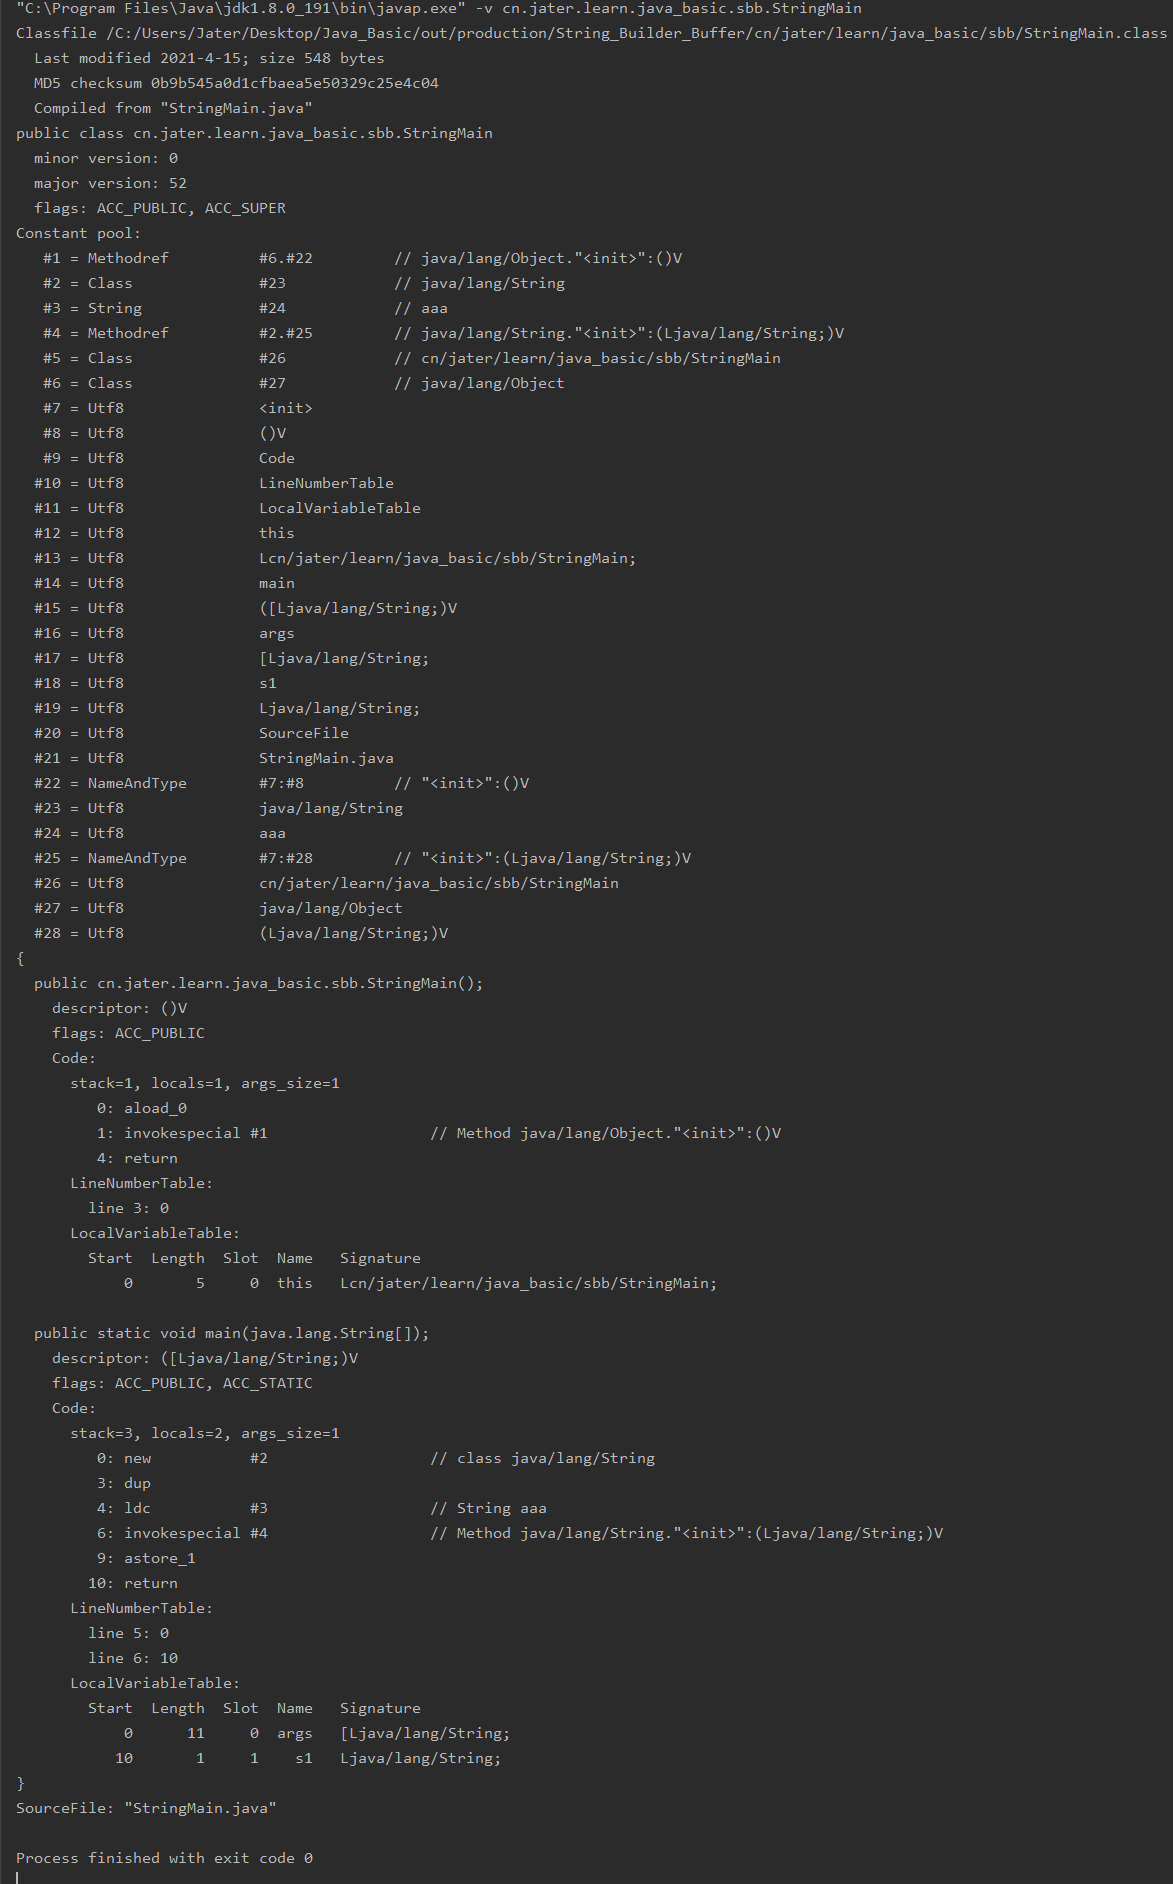 "C:\Program Files\Java\jdk1.8.0_191\bin\javap.exe" -v cn.jater.learn.java_basic.sbb.StringMain
Classfile /C:/Users/Jater/Desktop/Java_Basic/out/production/String_Builder_Buffer/cn/jater/learn/java_basic/sbb/StringMain.class
  Last modified 2021-4-15; size 548 bytes
  MD5 checksum 0b9b545a0d1cfbaea5e50329c25e4c04
  Compiled from "StringMain.java"
public class cn.jater.learn.java_basic.sbb.StringMain
  minor version: 0
  major version: 52
  flags: ACC_PUBLIC, ACC_SUPER
Constant pool:
   #1 = Methodref          #6.#22         // java/lang/Object."<init>":()V
   #2 = Class              #23            // java/lang/String
   #3 = String             #24            // aaa
   #4 = Methodref          #2.#25         // java/lang/String."<init>":(Ljava/lang/String;)V
   #5 = Class              #26            // cn/jater/learn/java_basic/sbb/StringMain
   #6 = Class              #27            // java/lang/Object
   #7 = Utf8               <init>
   #8 = Utf8               ()V
   #9 = Utf8               Code
  #10 = Utf8               LineNumberTable
  #11 = Utf8               LocalVariableTable
  #12 = Utf8               this
  #13 = Utf8               Lcn/jater/learn/java_basic/sbb/StringMain;
  #14 = Utf8               main
  #15 = Utf8               ([Ljava/lang/String;)V
  #16 = Utf8               args
  #17 = Utf8               [Ljava/lang/String;
  #18 = Utf8               s1
  #19 = Utf8               Ljava/lang/String;
  #20 = Utf8               SourceFile
  #21 = Utf8               StringMain.java
  #22 = NameAndType        #7:#8          // "<init>":()V
  #23 = Utf8               java/lang/String
  #24 = Utf8               aaa
  #25 = NameAndType        #7:#28         // "<init>":(Ljava/lang/String;)V
  #26 = Utf8               cn/jater/learn/java_basic/sbb/StringMain
  #27 = Utf8               java/lang/Object
  #28 = Utf8               (Ljava/lang/String;)V
{
  public cn.jater.learn.java_basic.sbb.StringMain();
    descriptor: ()V
    flags: ACC_PUBLIC
    Code:
      stack=1, locals=1, args_size=1
         0: aload_0
         1: invokespecial #1                  // Method java/lang/Object."<init>":()V
         4: return
      LineNumberTable:
        line 3: 0
      LocalVariableTable:
        Start  Length  Slot  Name   Signature
            0       5     0  this   Lcn/jater/learn/java_basic/sbb/StringMain;

  public static void main(java.lang.String[]);
    descriptor: ([Ljava/lang/String;)V
    flags: ACC_PUBLIC, ACC_STATIC
    Code:
      stack=3, locals=2, args_size=1
         0: new           #2                  // class java/lang/String
         3: dup
         4: ldc           #3                  // String aaa
         6: invokespecial #4                  // Method java/lang/String."<init>":(Ljava/lang/String;)V
         9: astore_1
        10: return
      LineNumberTable:
        line 5: 0
        line 6: 10
      LocalVariableTable:
        Start  Length  Slot  Name   Signature
            0      11     0  args   [Ljava/lang/String;
           10       1     1    s1   Ljava/lang/String;
}
SourceFile: "StringMain.java"

Process finished with exit code 0